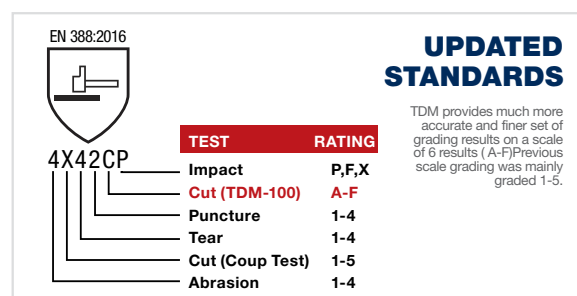 EN 388:2016
4X42CP
TEST RATING
Impact P,F,X
Cut (TDM-100) A-F
Puncture 1-4
Tear 1-4
Cut (Coup Test) 1-5
Abrasion 1-4
UPDATED
STANDARDS
TDM provides much more
accurate and finer set of
grading results on a scale
of 6 results ( A-F)Previous
scale grading was mainly
graded 1-5.